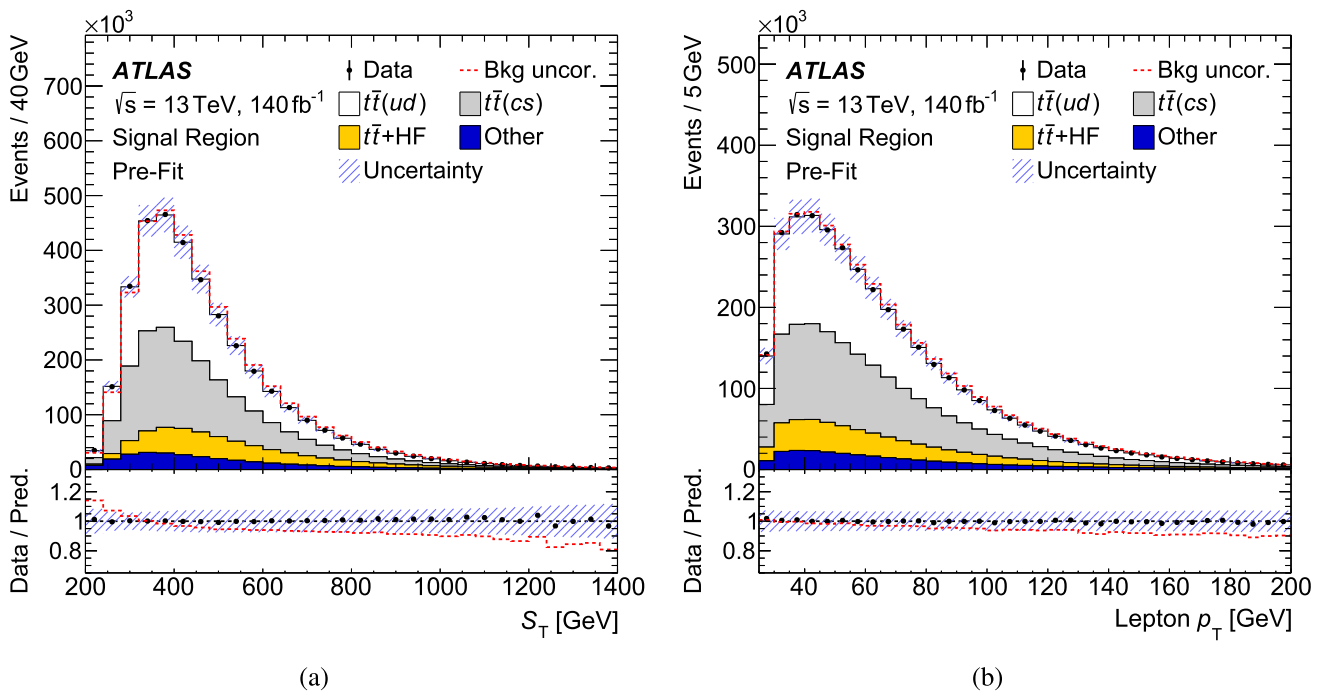 ×10³
Events / 40 GeV
700
600
500
400
300
200
100
0
ATLAS
√s = 13 TeV, 140 fb⁻¹
Signal Region
Pre-Fit
Data
Bkg uncor.
tt̄(ud)
tt̄(cs)
tt̄+HF
Other
Uncertainty
Data / Pred.
1.2
1
0.8
200 400 600 800 1000 1200 1400
S_T [GeV]
(a)
×10³
Events / 5 GeV
500
400
300
200
100
0
ATLAS
√s = 13 TeV, 140 fb⁻¹
Signal Region
Pre-Fit
Data
Bkg uncor.
tt̄(ud)
tt̄(cs)
tt̄+HF
Other
Uncertainty
Data / Pred.
1.2
1
0.8
40 60 80 100 120 140 160 180 200
Lepton p_T [GeV]
(b)